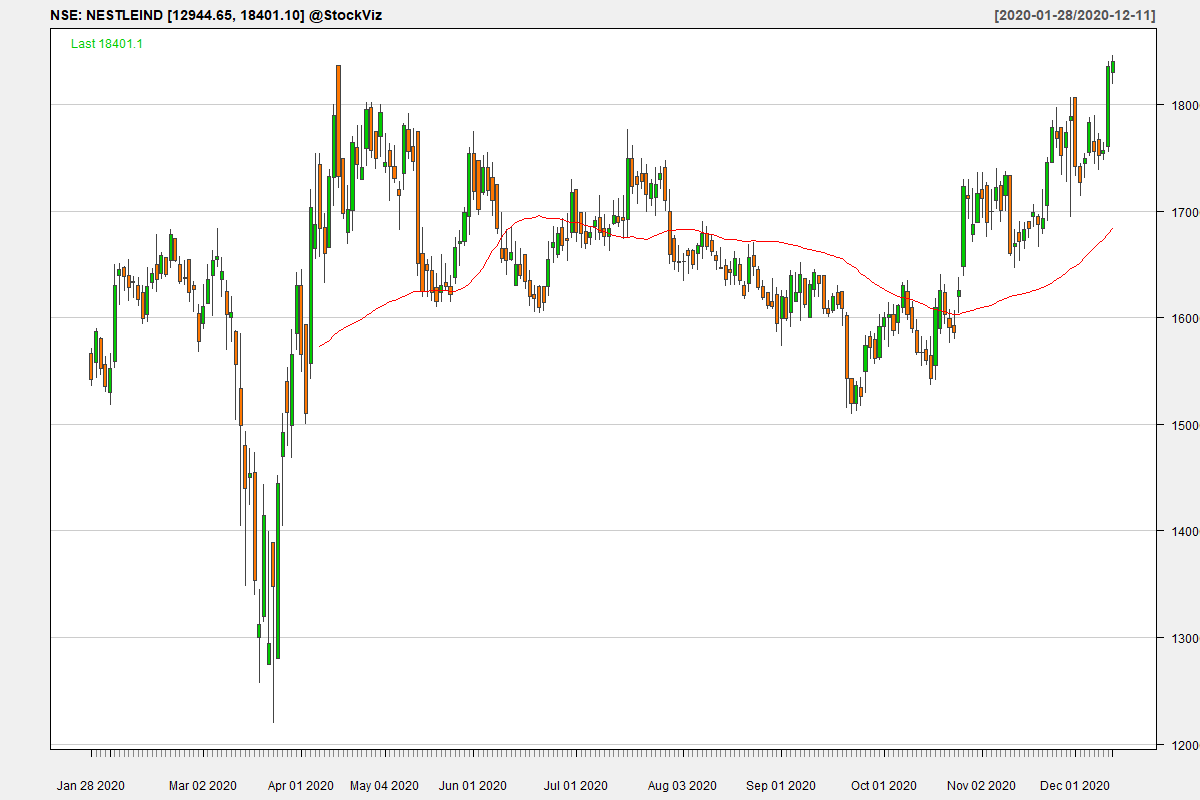 NSE: NESTLEIND [12944.65, 18401.10] @StockViz [2020-01-28/2020-12-11]
Last 18401.1
1800
1700
1600
1500
1400
1300
1200
Jan 28 2020 Mar 02 2020 Apr 01 2020 May 04 2020 Jun 01 2020 Jul 01 2020 Aug 03 2020 Sep 01 2020 Oct 01 2020 Nov 02 2020 Dec 01 2020